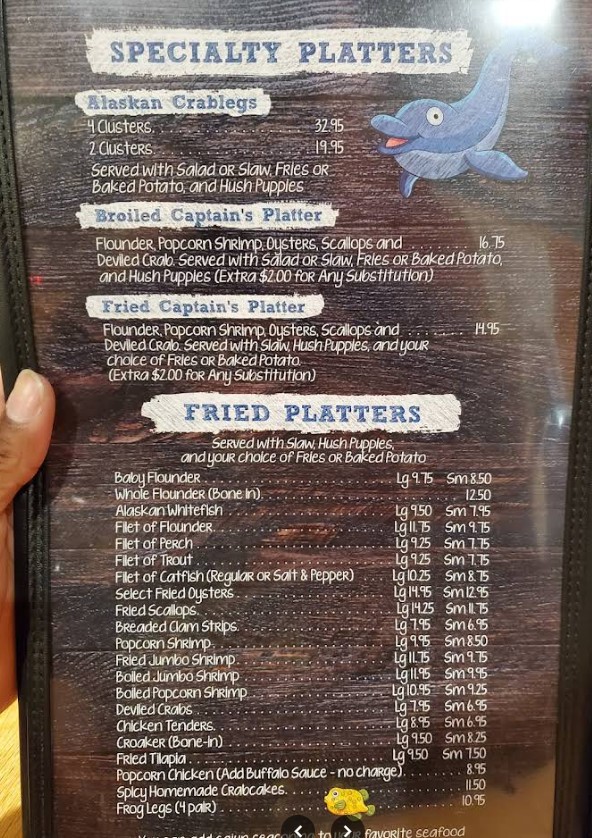 SPECIALTY PLATTERS
Alaskan Crablegs
4 Clusters 32.95
2 Clusters 19.95
Served with Salad or Slaw, Fries or
Baked Potato, and Hush Puppies
Broiled Captain's Platter
Flounder, Popcorn Shrimp, Oysters, Scallops and 16.75
Deviled Crab. Served with Salad or Slaw, Fries or Baked Potato,
and Hush Puppies (Extra $2.00 for Any Substitution)
Fried Captain's Platter
Flounder, Popcorn Shrimp, Oysters, Scallops and 14.95
Deviled Crab. Served with Slaw, Hush Puppies, and your
choice of Fries or Baked Potato.
(Extra $2.00 for Any Substitution)
FRIED PLATTERS
Served with Slaw, Hush Puppies,
and your choice of Fries or Baked Potato
Baby Flounder Lg 9.75 Sm 8.50
Whole Flounder (Bone in) 12.50
Alaskan Whitefish Lg 9.50 Sm 7.95
Filet of Flounder Lg 11.75 Sm 9.75
Filet of Perch Lg 9.25 Sm 7.75
Filet of Trout Lg 9.25 Sm 7.75
Filet of Catfish (Regular or Salt & Pepper) Lg 10.25 Sm 8.75
Select Fried Oysters Lg 14.95 Sm 12.95
Fried Scallops Lg 14.25 Sm 11.75
Breaded Clam Strips Lg 7.95 Sm 6.95
Popcorn Shrimp Lg 9.95 Sm 8.50
Fried Jumbo Shrimp Lg 11.75 Sm 9.75
Boiled Jumbo Shrimp Lg 11.95 Sm 9.95
Boiled Popcorn Shrimp Lg 10.95 Sm 9.25
Deviled Crabs Lg 7.95 Sm 6.95
Chicken Tenders Lg 8.95 Sm 6.95
Croaker (Bone-in) Lg 9.50 Sm 8.25
Fried Tilapia Lg 9.50 Sm 7.50
Popcorn Chicken (Add Buffalo Sauce - no charge) 8.95
Spicy Homemade Crabcakes 11.50
Frog Legs (4 pair) 10.95
You can add cajun to favorite seafood